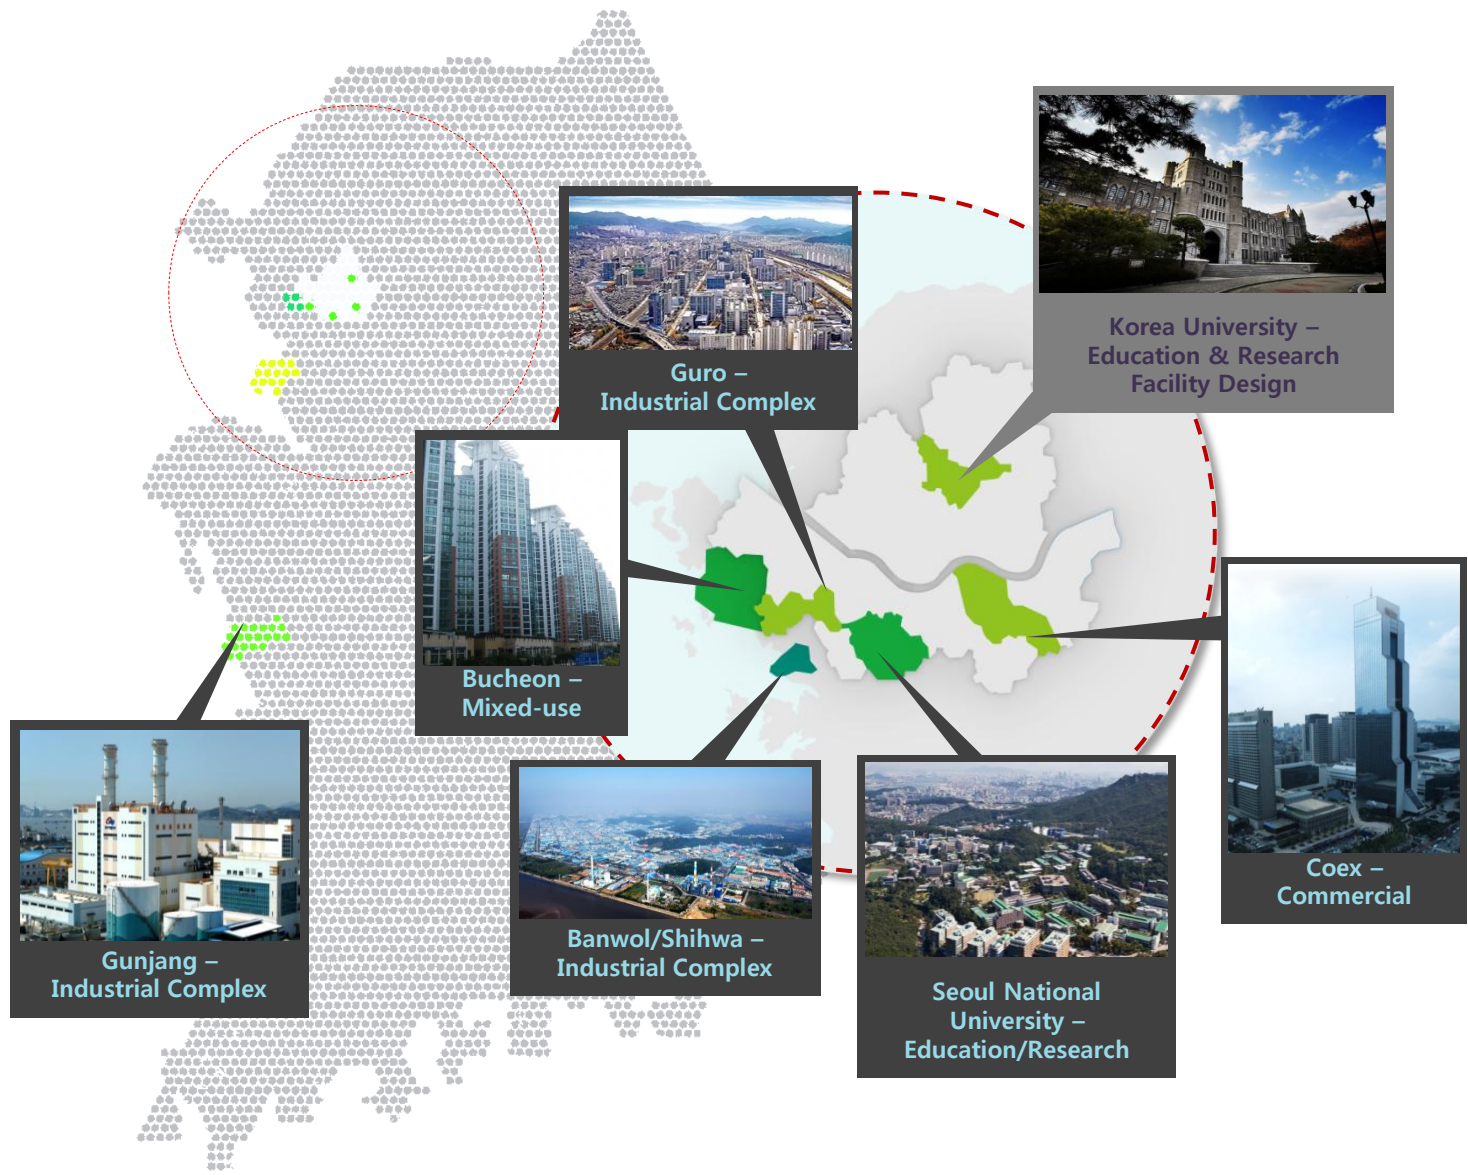 Korea University –
Education & Research
Facility Design
Guro –
Industrial Complex
Bucheon –
Mixed-use
Coex –
Commercial
Banwol/Shihwa –
Industrial Complex
Gunjang –
Industrial Complex
Seoul National
University –
Education/Research